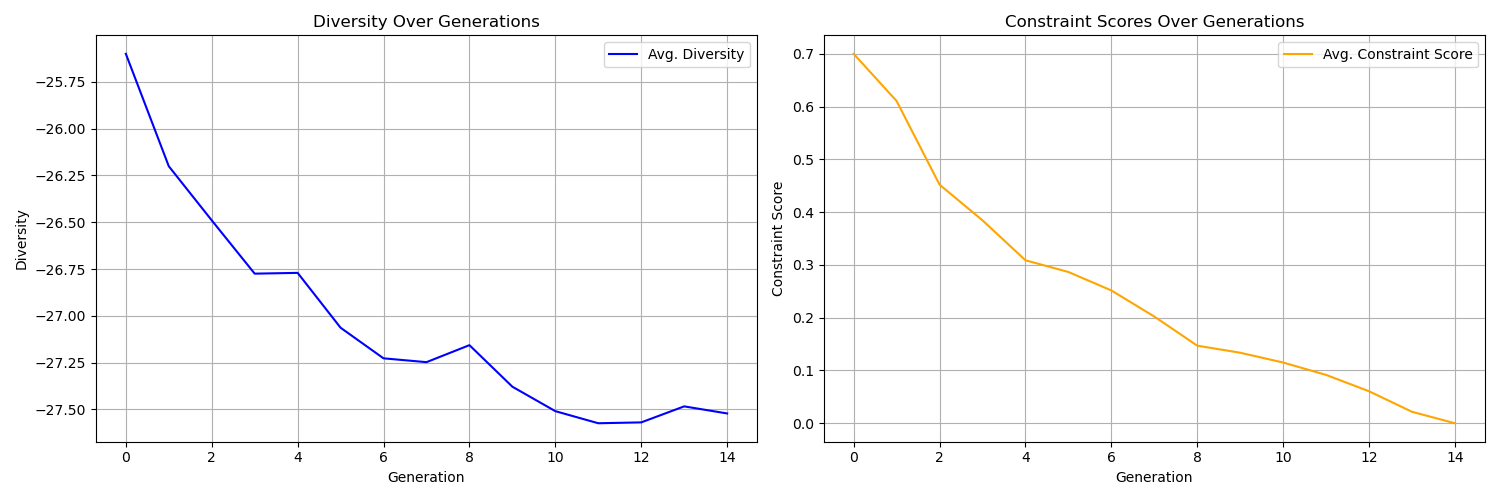 Diversity Over Generations
Avg. Diversity
Diversity
−25.75
−26.00
−26.25
−26.50
−26.75
−27.00
−27.25
−27.50
0 2 4 6 8 10 12 14
Generation
Constraint Scores Over Generations
Avg. Constraint Score
Constraint Score
0.7
0.6
0.5
0.4
0.3
0.2
0.1
0.0
0 2 4 6 8 10 12 14
Generation